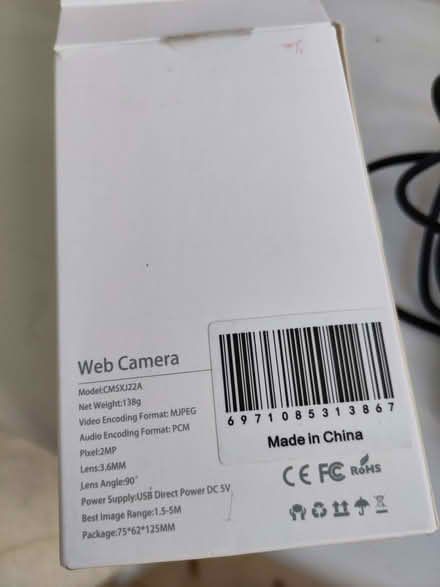 Web Camera
Model:CMSXJ22A
Net Weight:138g
Video Encoding Format: MJPEG
Audio Encoding Format: PCM
Pixel:2MP
Lens:3.6MM
Lens Angle:90°
Power Supply:USB Direct Power DC 5V
Best Image Range:1.5-5M
Package:75*62*125MM
6971085313867
Made in China
CE FC RoHS